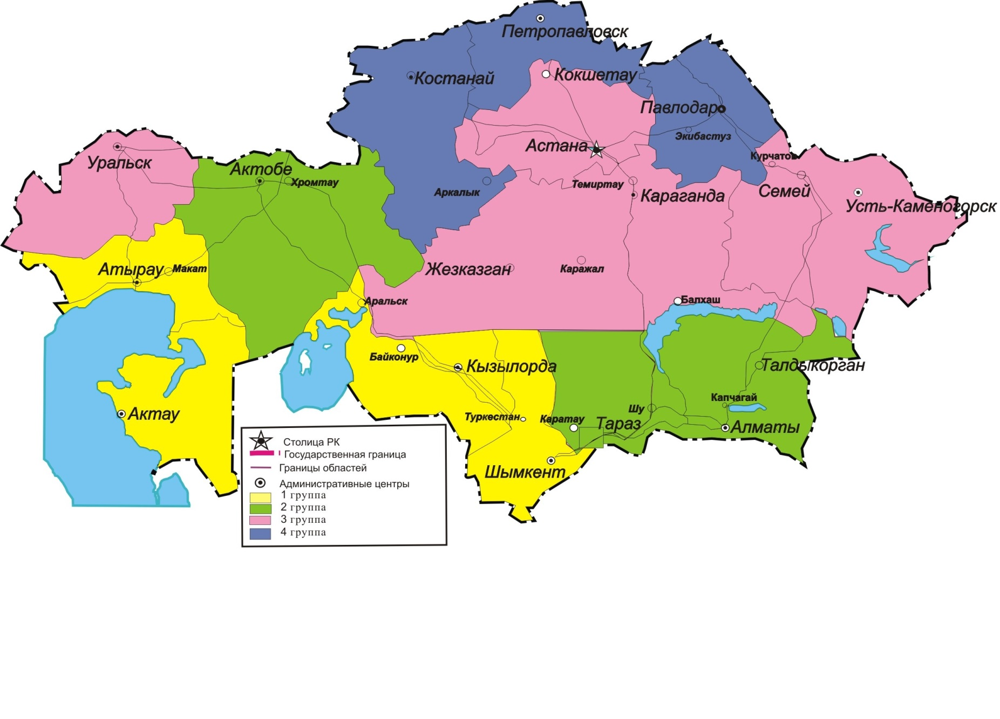 Петропавловск
Кокшетау
Костанай
Павлодар
Экибастуз
Астана
Курчатов
Уральск
Актобе
Хромтау
Темиртау
Аркалык
Караганда
Семей
Усть-Каменогорск
Атырау
Макат
Жезказган
Каражал
Аральск
Балхаш
Байконур
Кызылорда
Талдыкорган
Капчагай
Шу
Актау
Туркестан
Каратау
Тараз
Алматы
Шымкент
Столица РК
Государственная граница
Границы областей
Административные центры
1 группа
2 группа
3 группа
4 группа